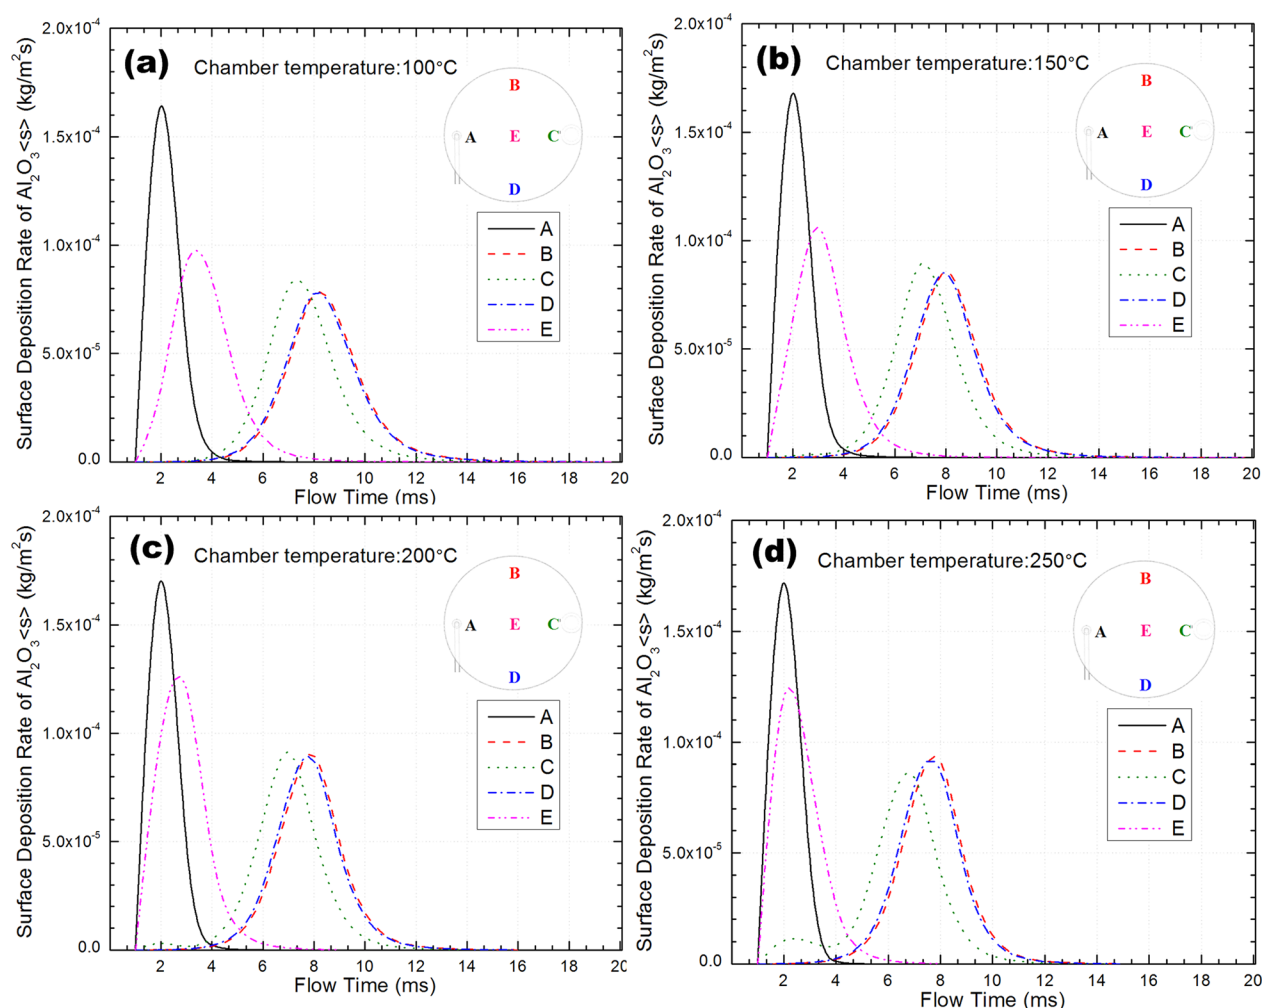 (a)
Chamber temperature:100°C
Surface Deposition Rate of Al2O3<s> (kg/m2s)
2.0x10-4
1.5x10-4
1.0x10-4
5.0x10-5
0.0
B
A E C
D
A
B
C
D
E
2 4 6 8 10 12 14 16 18 20
Flow Time (ms)
(b)
Chamber temperature:150°C
Surface Deposition Rate of Al2O3<s> (kg/m2s)
2.0x10-4
1.5x10-4
1.0x10-4
5.0x10-5
0.0
B
A E C
D
A
B
C
D
E
2 4 6 8 10 12 14 16 18 20
Flow Time (ms)
(c)
Chamber temperature:200°C
Surface Deposition Rate of Al2O3<s> (kg/m2s)
2.0x10-4
1.5x10-4
1.0x10-4
5.0x10-5
0.0
B
A E C
D
A
B
C
D
E
2 4 6 8 10 12 14 16 18 20
Flow Time (ms)
(d)
Chamber temperature:250°C
Surface Deposition Rate of Al2O3<s> (kg/m2s)
2.0x10-4
1.5x10-4
1.0x10-4
5.0x10-5
0.0
B
A E C
D
A
B
C
D
E
2 4 6 8 10 12 14 16 18 20
Flow Time (ms)